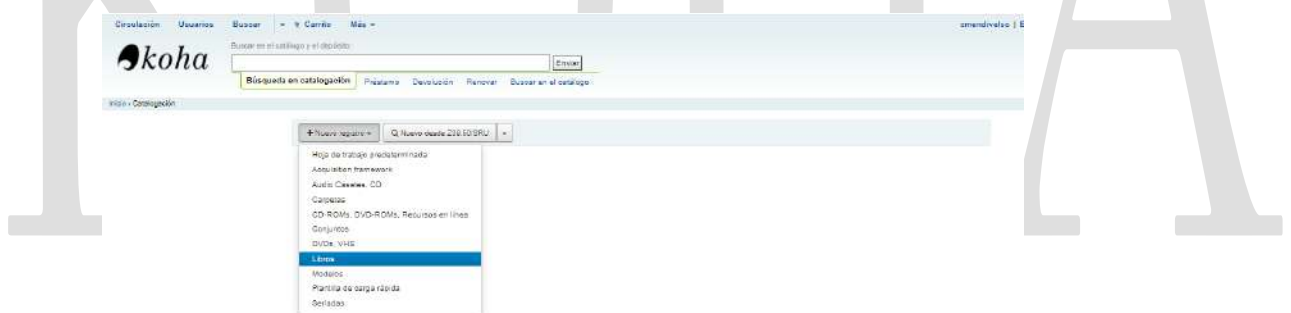 Circulación Usuarios Buscar Carrito Más
smendivelso | E
koha
Buscar en el catálogo y el depósito:
Enviar
Búsqueda en catalogación Préstamo Devolución Renovar Buscar en el catálogo
Inicio › Catalogación
+ Nuevo registro Nuevo desde Z39.50/SRU
Hoja de trabajo predeterminada
Acquisition framework
Audio Casetes, CD
Carpetas
CD-ROMs, DVD-ROMs, Recursos en línea
Conjuntos
DVDs, VHS
Libros
Modelos
Plantilla de carga rápida
Seriadas